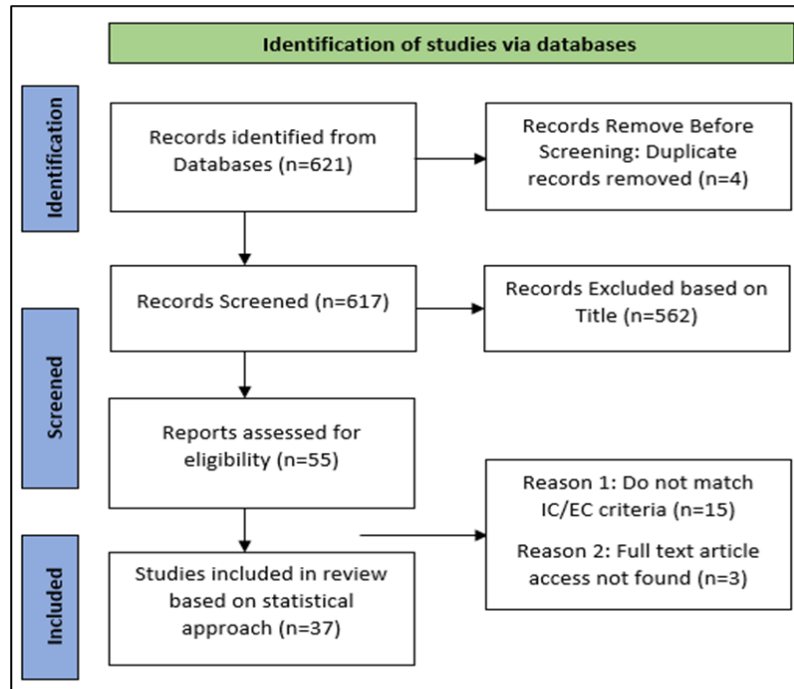 Identification of studies via databases
Identification
Records identified from
Databases (n=621)
Records Remove Before
Screening: Duplicate
records removed (n=4)
Screened
Records Screened (n=617)
Records Excluded based on
Title (n=562)
Reports assessed for
eligibility (n=55)
Reason 1: Do not match
IC/EC criteria (n=15)
Reason 2: Full text article
access not found (n=3)
Included
Studies included in review
based on statistical
approach (n=37)